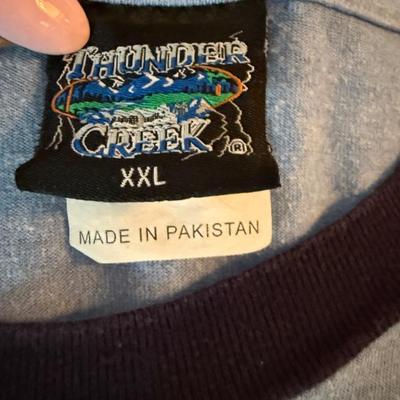 THUNDER
CREEK ®
XXL
MADE IN PAKISTAN